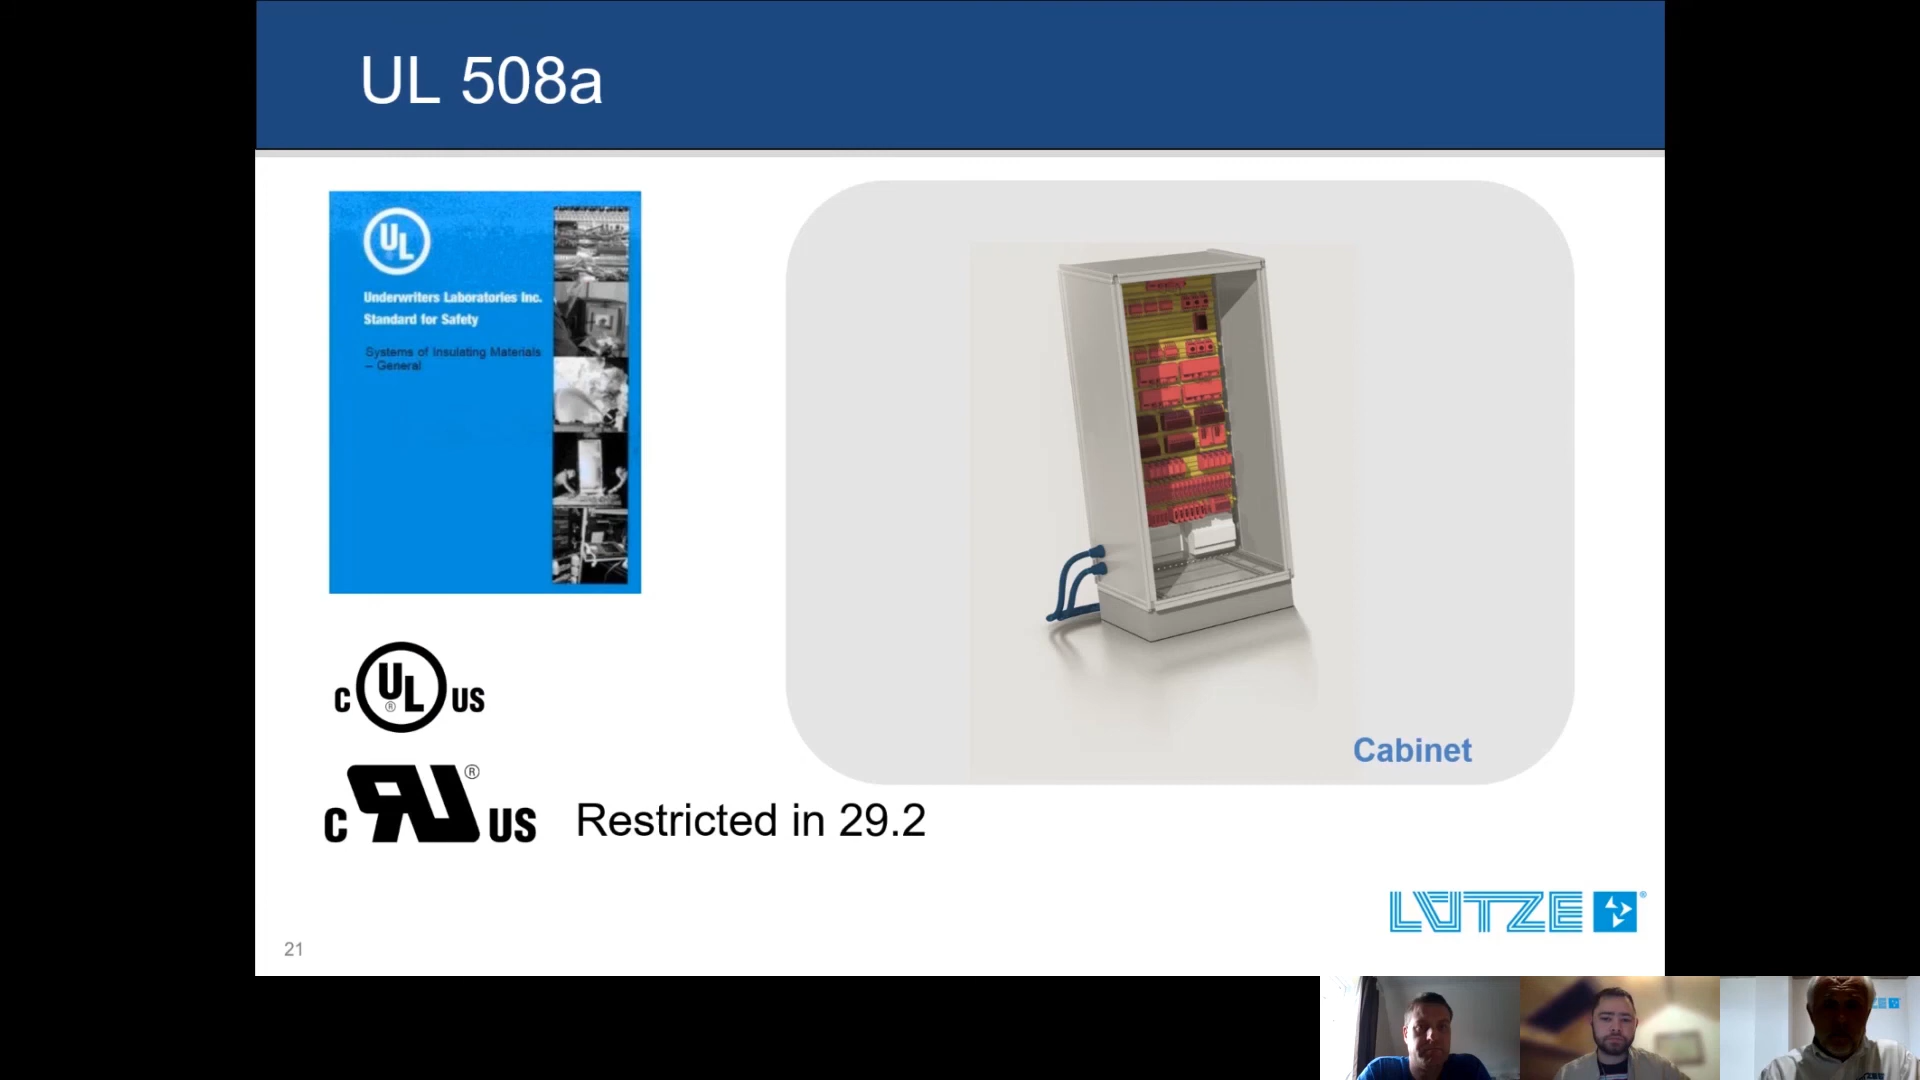 UL 508a
UL
®
Underwriters Laboratories Inc.
Standard for Safety
Systems of Insulating Materials
– General
C UL US
®
C RU US
®
Restricted in 29.2
Cabinet
LÜTZE
®
21